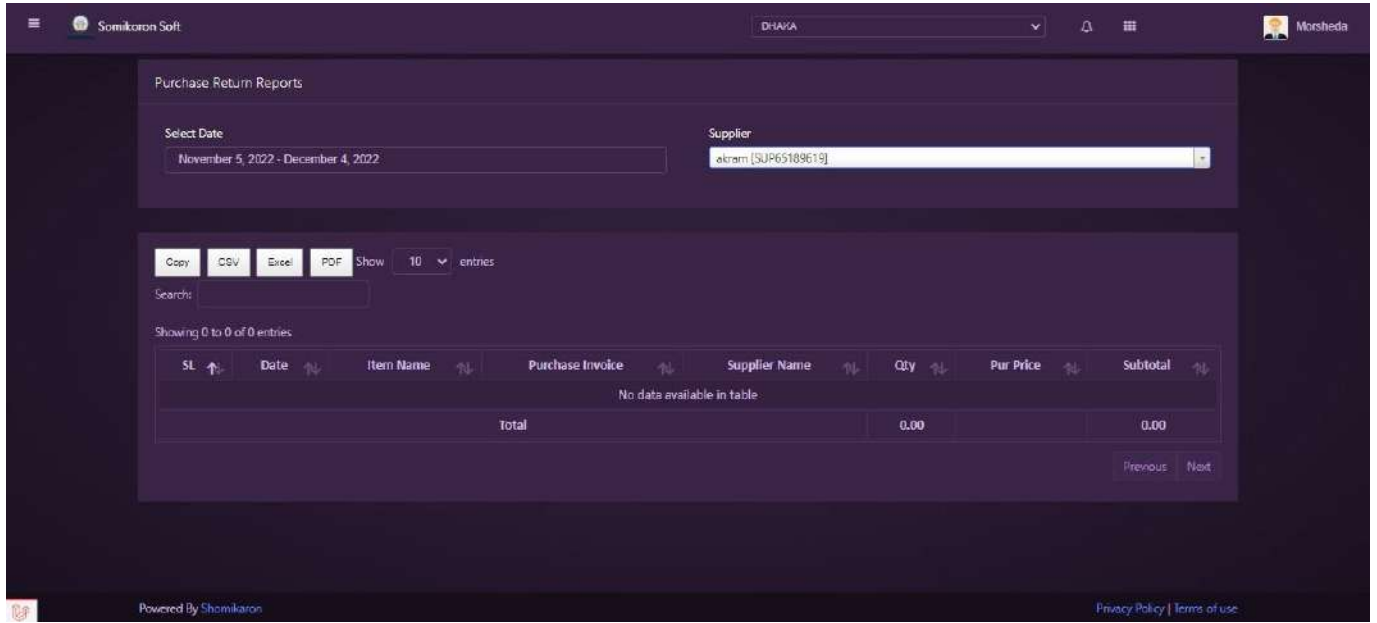 Somikoron Soft
DHAKA
Morsheda
Purchase Return Reports
Select Date
Supplier
November 5, 2022 - December 4, 2022
akram [SUP65189619]
Copy CSV Excel PDF Show 10 entries
Search:
Showing 0 to 0 of 0 entries
SL Date Item Name Purchase Invoice Supplier Name Qty Pur Price Subtotal
No data available in table
Total 0.00 0.00
Previous Next
Powered By Shomikaron
Privacy Policy | Terms of use